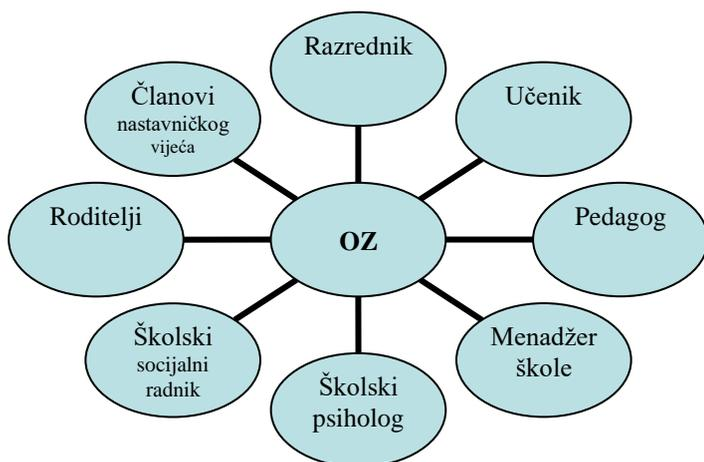 Razrednik
Članovi
nastavničkog
vijeća
Učenik
Roditelji
OZ
Pedagog
Školski
socijalni
radnik
Školski
psiholog
Menadžer
škole